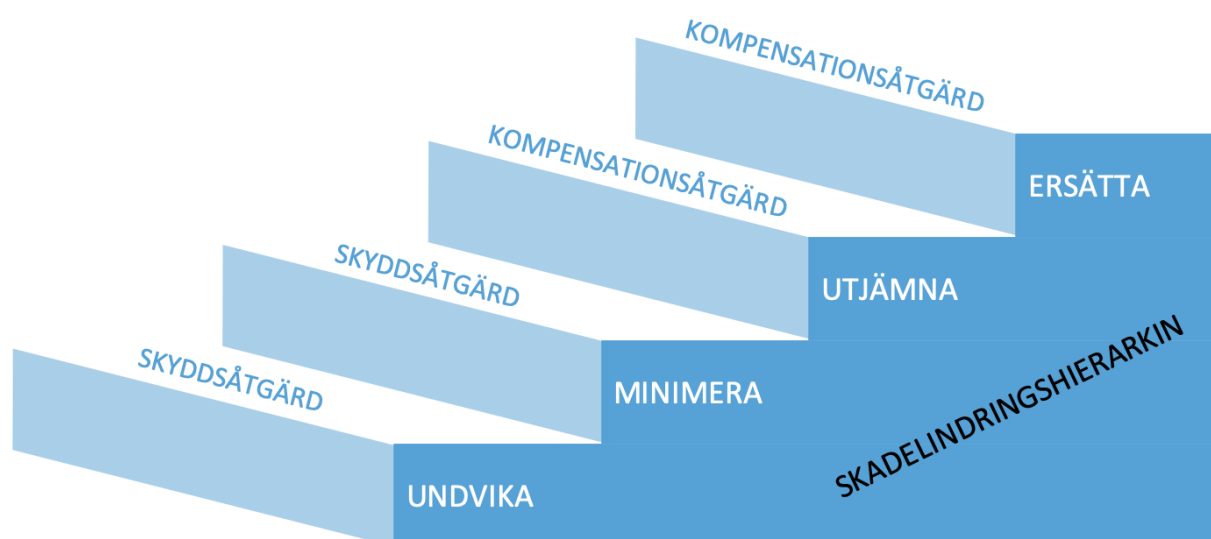 KOMPENSATIONSÅTGÄRD
ERSÄTTA
KOMPENSATIONSÅTGÄRD
UTJÄMNA
SKYDDSÅTGÄRD
MINIMERA
SKYDDSÅTGÄRD
UNDVIKA
SKADELINDRINGSHIERARKIN